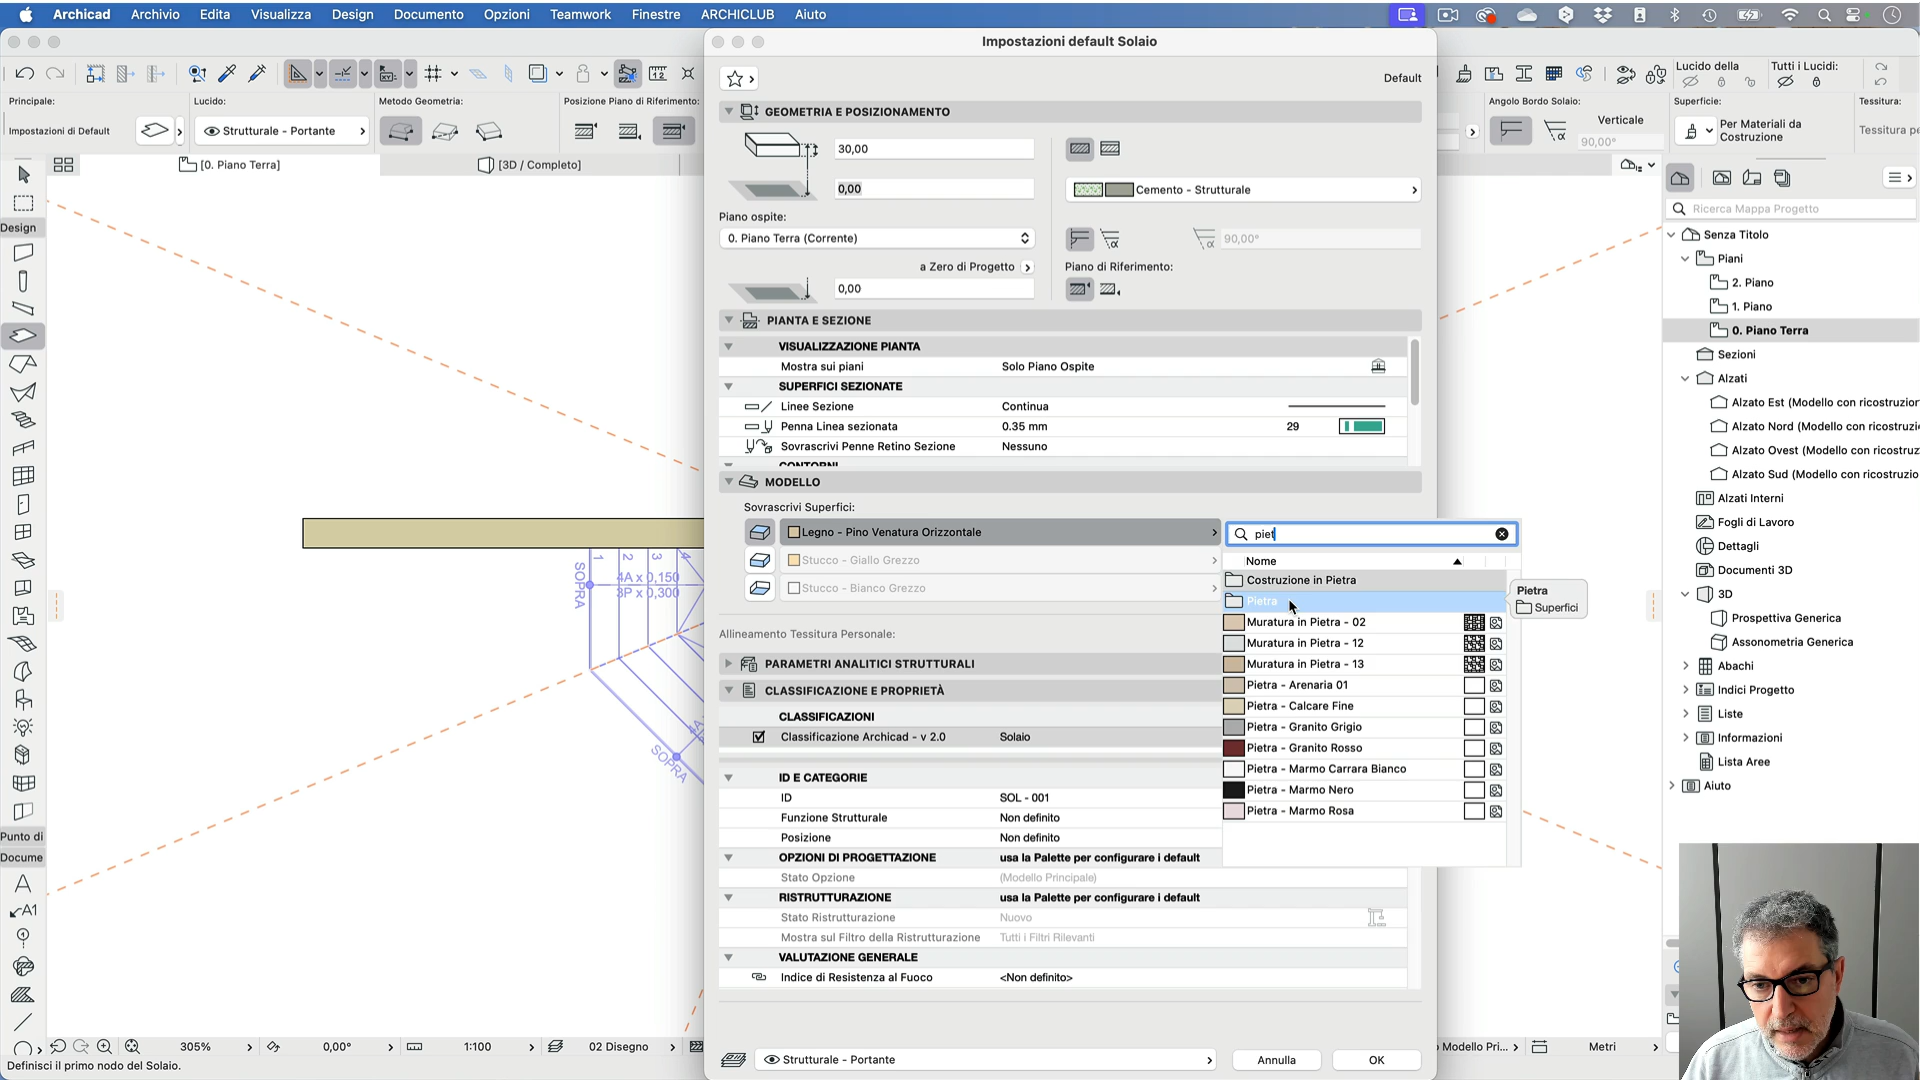 Archicad Archivio Edita Visualizza Design Documento Opzioni Teamwork Finestre ARCHICLUB Aiuto
Impostazioni default Solaio
Default
Principale:
Impostazioni di Default
Lucido:
Strutturale - Portante
Metodo Geometria:
Posizione Piano di Riferimento:
Angolo Bordo Solaio:
Verticale
90,00°
Lucido della
Tutti i Lucidi:
Superficie:
Per Materiali da
Costruzione
Tessitura:
[0. Piano Terra]
[3D / Completo]
Design
Punto di
Docume
GEOMETRIA E POSIZIONAMENTO
30,00
0,00
Cemento - Strutturale
Piano ospite:
0. Piano Terra (Corrente)
90,00°
a Zero di Progetto
Piano di Riferimento:
0,00
PIANTA E SEZIONE
VISUALIZZAZIONE PIANTA
Mostra sui piani Solo Piano Ospite
SUPERFICI SEZIONATE
Linee Sezione Continua
Penna Linea sezionata 0.35 mm 29
Sovrascrivi Penne Retino Sezione Nessuno
CONTORNI
MODELLO
Sovrascrivi Superfici:
Legno - Pino Venatura Orizzontale
Stucco - Giallo Grezzo
Stucco - Bianco Grezzo
Allineamento Tessitura Personale:
PARAMETRI ANALITICI STRUTTURALI
CLASSIFICAZIONE E PROPRIETÀ
CLASSIFICAZIONI
Classificazione Archicad - v 2.0 Solaio
ID E CATEGORIE
ID SOL - 001
Funzione Strutturale Non definito
Posizione Non definito
OPZIONI DI PROGETTAZIONE usa la Palette per configurare i default
Stato Opzione (Modello Principale)
RISTRUTTURAZIONE usa la Palette per configurare i default
Stato Ristrutturazione Nuovo
Mostra sul Filtro della Ristrutturazione Tutti i Filtri Rilevanti
VALUTAZIONE GENERALE
Indice di Resistenza al Fuoco <Non definito>
Strutturale - Portante
Annulla
OK
piet
Nome
Costruzione in Pietra
Pietra
Muratura in Pietra - 02
Muratura in Pietra - 12
Muratura in Pietra - 13
Pietra - Arenaria 01
Pietra - Calcare Fine
Pietra - Granito Grigio
Pietra - Granito Rosso
Pietra - Marmo Carrara Bianco
Pietra - Marmo Nero
Pietra - Marmo Rosa
Pietra
Superfici
SOPRA
1 2 3 4
4A x 0,150
3P x 0,300
SOPRA
Ricerca Mappa Progetto
Senza Titolo
Piani
2. Piano
1. Piano
0. Piano Terra
Sezioni
Alzati
Alzato Est (Modello con ricostruzior
Alzato Nord (Modello con ricostruzi
Alzato Ovest (Modello con ricostruz
Alzato Sud (Modello con ricostruzio
Alzati Interni
Fogli di Lavoro
Dettagli
Documenti 3D
3D
Prospettiva Generica
Assonometria Generica
Abachi
Indici Progetto
Liste
Informazioni
Lista Aree
Aiuto
305% 0,00° 1:100 02 Disegno
Modello Pri... Metri
Definisci il primo nodo del Solaio.